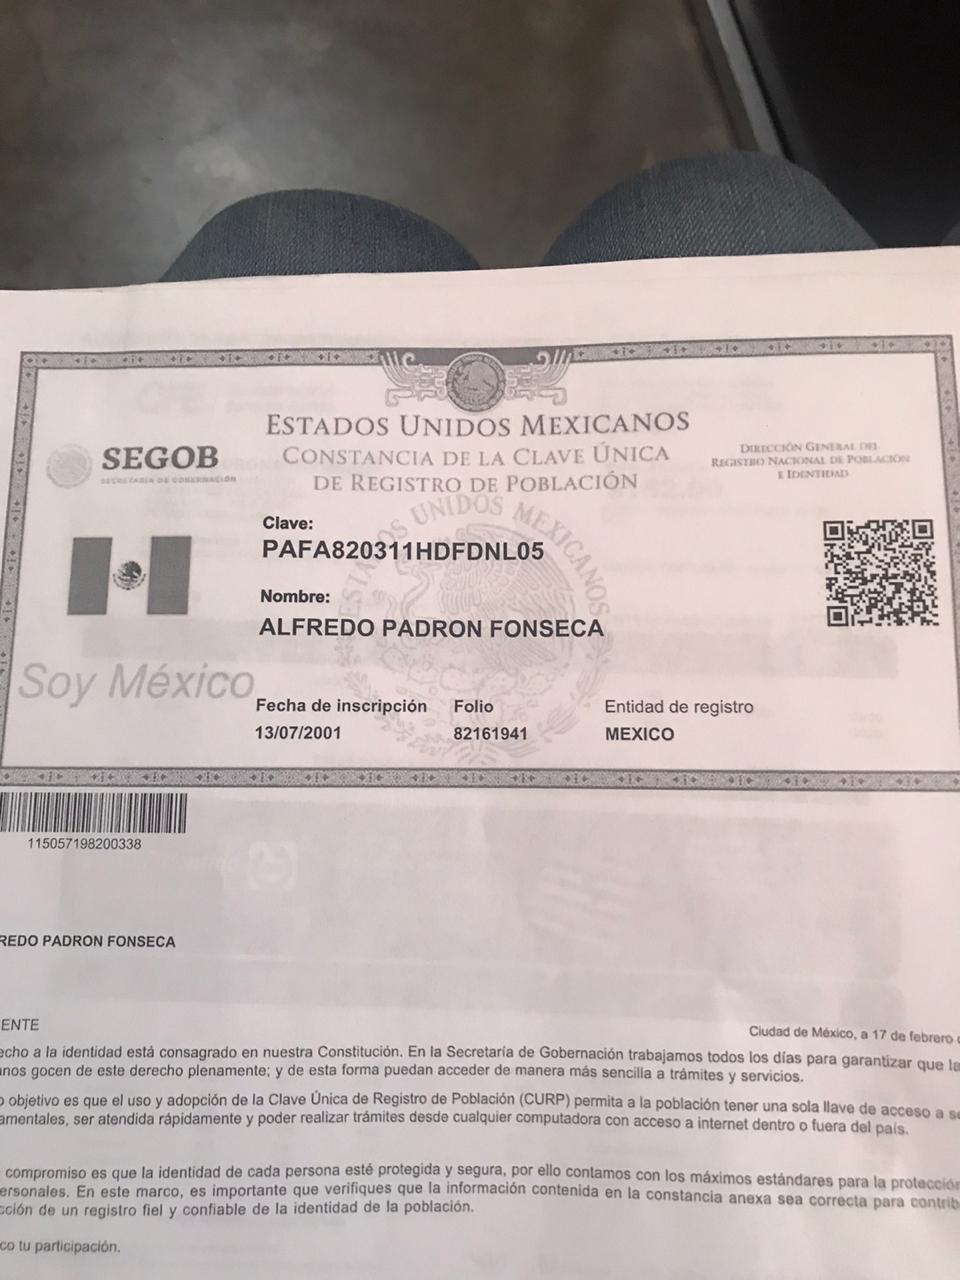 ESTADOS UNIDOS MEXICANOS
CONSTANCIA DE LA CLAVE ÚNICA
DE REGISTRO DE POBLACIÓN
SEGOB
SECRETARÍA DE GOBERNACIÓN
DIRECCIÓN GENERAL DEL
REGISTRO NACIONAL DE POBLACIÓN
E IDENTIDAD
ESTADOS UNIDOS MEXICANOS
Clave:
PAFA820311HDFDNL05
Nombre:
ALFREDO PADRON FONSECA
Soy México
Fecha de inscripción Folio Entidad de registro
13/07/2001 82161941 MEXICO
115057198200338
REDO PADRON FONSECA
ENTE
Ciudad de México, a 17 de febrero
echo a la identidad está consagrado en nuestra Constitución. En la Secretaría de Gobernación trabajamos todos los días para garantizar que la
anos gocen de este derecho plenamente; y de esta forma puedan acceder de manera más sencilla a trámites y servicios.
o objetivo es que el uso y adopción de la Clave Única de Registro de Población (CURP) permita a la población tener una sola llave de acceso a se
amentales, ser atendida rápidamente y poder realizar trámites desde cualquier computadora con acceso a internet dentro o fuera del país.
compromiso es que la identidad de cada persona esté protegida y segura, por ello contamos con los máximos estándares para la protección
ersonales. En este marco, es importante que verifiques que la información contenida en la constancia anexa sea correcta para contrib
cción de un registro fiel y confiable de la identidad de la población.
co tu participación.